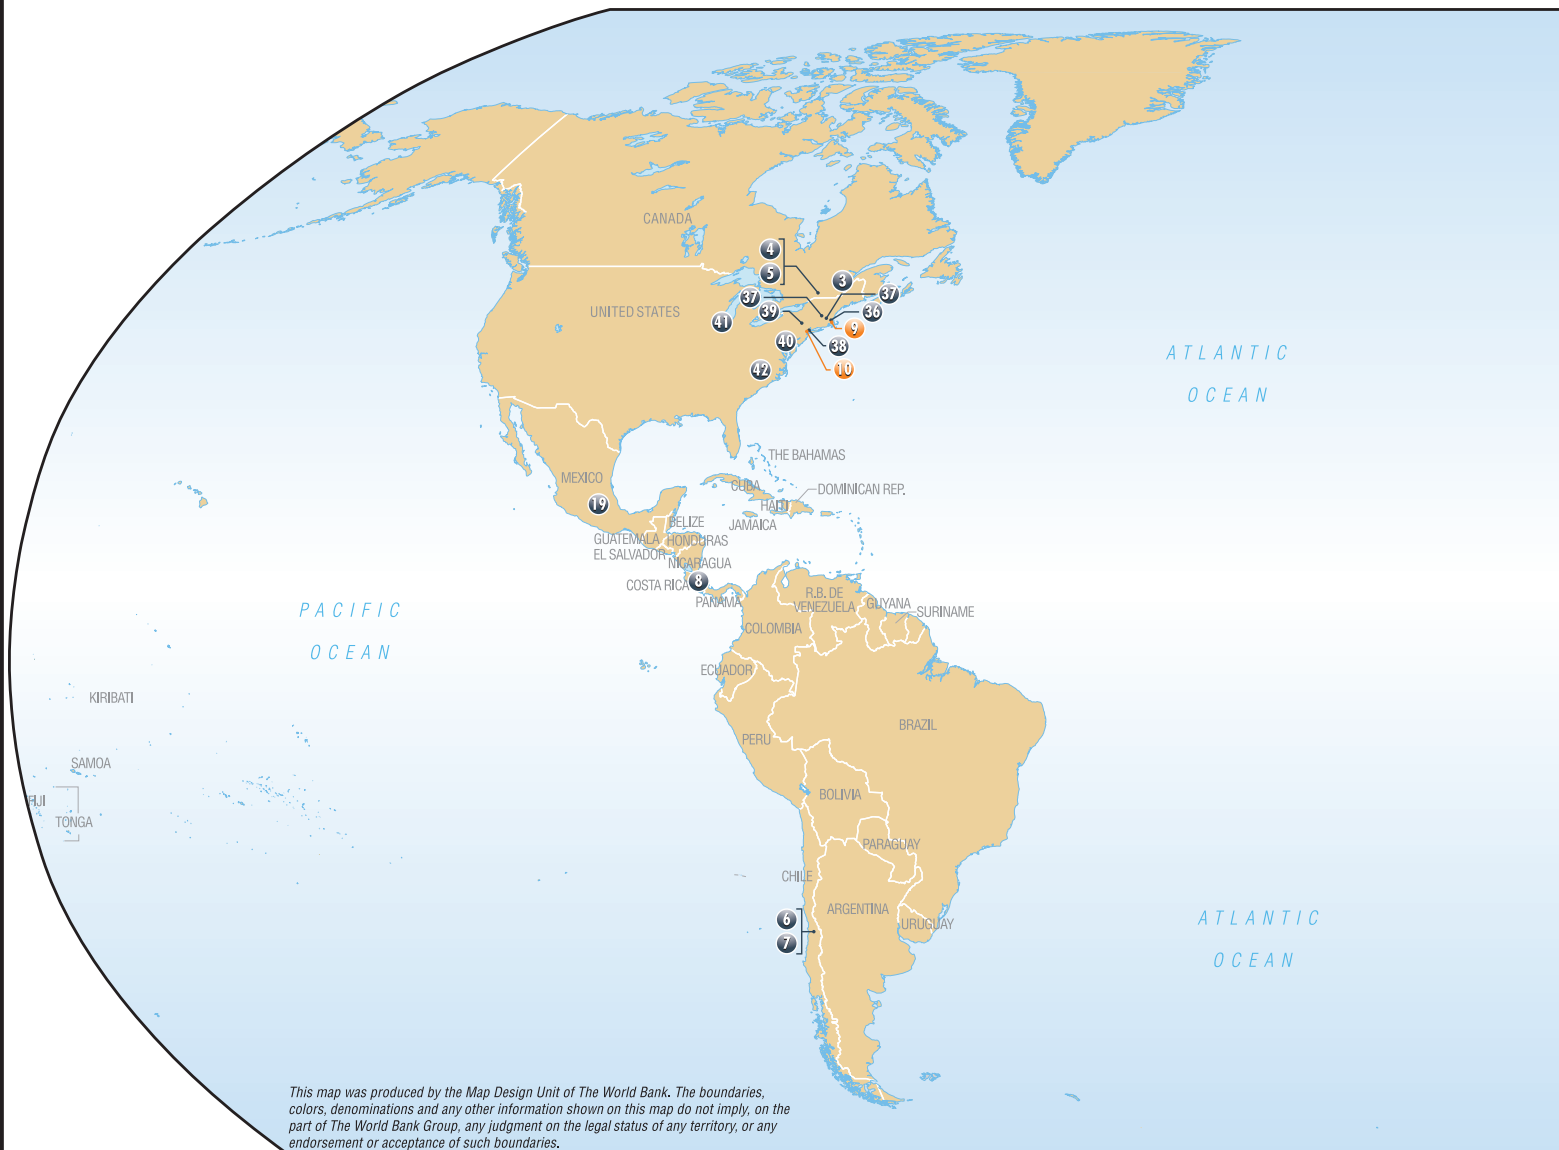 CANADA
4
5
3
37
37
UNITED STATES
39
36
41
9
40
38
42
10
ATLANTIC
OCEAN
THE BAHAMAS
MEXICO
CUBA
DOMINICAN REP.
19
HAITI
BELIZE
JAMAICA
GUATEMALA
HONDURAS
EL SALVADOR
NICARAGUA
COSTA RICA
8
PANAMA
R.B. DE
VENEZUELA
GUYANA
SURINAME
PACIFIC
OCEAN
COLOMBIA
ECUADOR
KIRIBATI
BRAZIL
PERU
SAMOA
BOLIVIA
FIJI
TONGA
PARAGUAY
CHILE
ARGENTINA
6
7
URUGUAY
ATLANTIC
OCEAN
This map was produced by the Map Design Unit of The World Bank. The boundaries,
colors, denominations and any other information shown on this map do not imply, on the
part of The World Bank Group, any judgment on the legal status of any territory, or any
endorsement or acceptance of such boundaries.